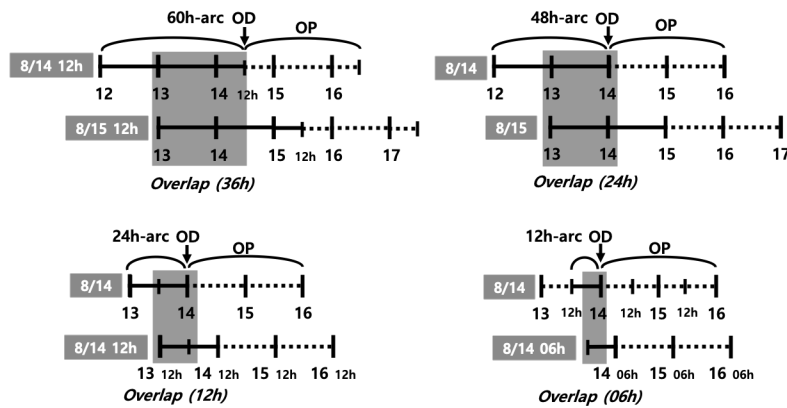 60h-arc OD
OP
8/14 12h
12 13 14 12h 15 16
8/15 12h
13 14 15 12h 16 17
Overlap (36h)
48h-arc OD
OP
8/14
12 13 14 15 16
8/15
13 14 15 16 17
Overlap (24h)
24h-arc OD
OP
8/14
13 14 15 16
8/14 12h
13 12h 14 12h 15 12h 16 12h
Overlap (12h)
12h-arc OD
OP
8/14
13 12h 14 12h 15 12h 16
8/14 06h
14 06h 15 06h 16 06h
Overlap (06h)